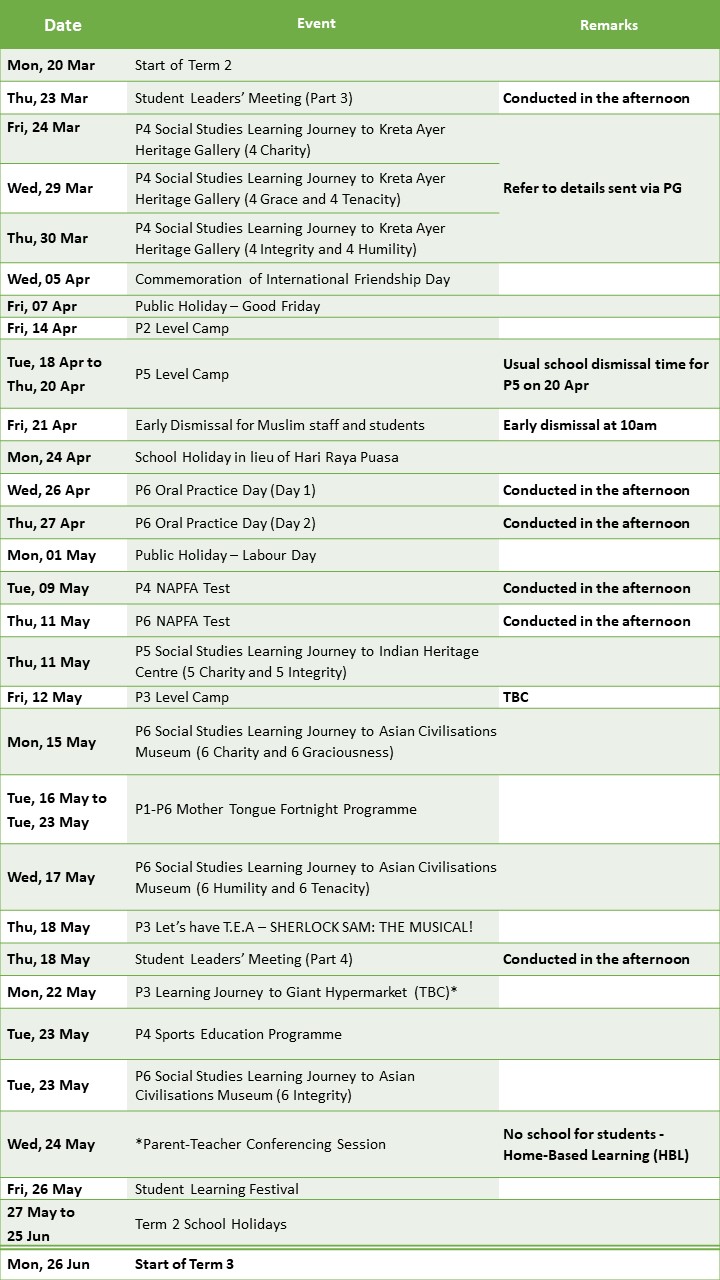 Date Event Remarks
Mon, 20 Mar Start of Term 2
Thu, 23 Mar Student Leaders’ Meeting (Part 3) Conducted in the afternoon
Fri, 24 Mar P4 Social Studies Learning Journey to Kreta Ayer
Heritage Gallery (4 Charity)
Wed, 29 Mar P4 Social Studies Learning Journey to Kreta Ayer
Heritage Gallery (4 Grace and 4 Tenacity)
Refer to details sent via PG
Thu, 30 Mar P4 Social Studies Learning Journey to Kreta Ayer
Heritage Gallery (4 Integrity and 4 Humility)
Wed, 05 Apr Commemoration of International Friendship Day
Fri, 07 Apr Public Holiday – Good Friday
Fri, 14 Apr P2 Level Camp
Tue, 18 Apr to
Thu, 20 Apr
P5 Level Camp
Usual school dismissal time for
P5 on 20 Apr
Fri, 21 Apr Early Dismissal for Muslim staff and students Early dismissal at 10am
Mon, 24 Apr School Holiday in lieu of Hari Raya Puasa
Wed, 26 Apr P6 Oral Practice Day (Day 1) Conducted in the afternoon
Thu, 27 Apr P6 Oral Practice Day (Day 2) Conducted in the afternoon
Mon, 01 May Public Holiday – Labour Day
Tue, 09 May P4 NAPFA Test Conducted in the afternoon
Thu, 11 May P6 NAPFA Test Conducted in the afternoon
Thu, 11 May P5 Social Studies Learning Journey to Indian Heritage
Centre (5 Charity and 5 Integrity)
Fri, 12 May P3 Level Camp TBC
Mon, 15 May P6 Social Studies Learning Journey to Asian Civilisations
Museum (6 Charity and 6 Graciousness)
Tue, 16 May to
Tue, 23 May
P1-P6 Mother Tongue Fortnight Programme
Wed, 17 May P6 Social Studies Learning Journey to Asian Civilisations
Museum (6 Humility and 6 Tenacity)
Thu, 18 May P3 Let’s have T.E.A – SHERLOCK SAM: THE MUSICAL!
Thu, 18 May Student Leaders’ Meeting (Part 4) Conducted in the afternoon
Mon, 22 May P3 Learning Journey to Giant Hypermarket (TBC)*
Tue, 23 May P4 Sports Education Programme
Tue, 23 May P6 Social Studies Learning Journey to Asian
Civilisations Museum (6 Integrity)
Wed, 24 May *Parent-Teacher Conferencing Session
No school for students -
Home-Based Learning (HBL)
Fri, 26 May Student Learning Festival
27 May to
25 Jun
Term 2 School Holidays
Mon, 26 Jun Start of Term 3